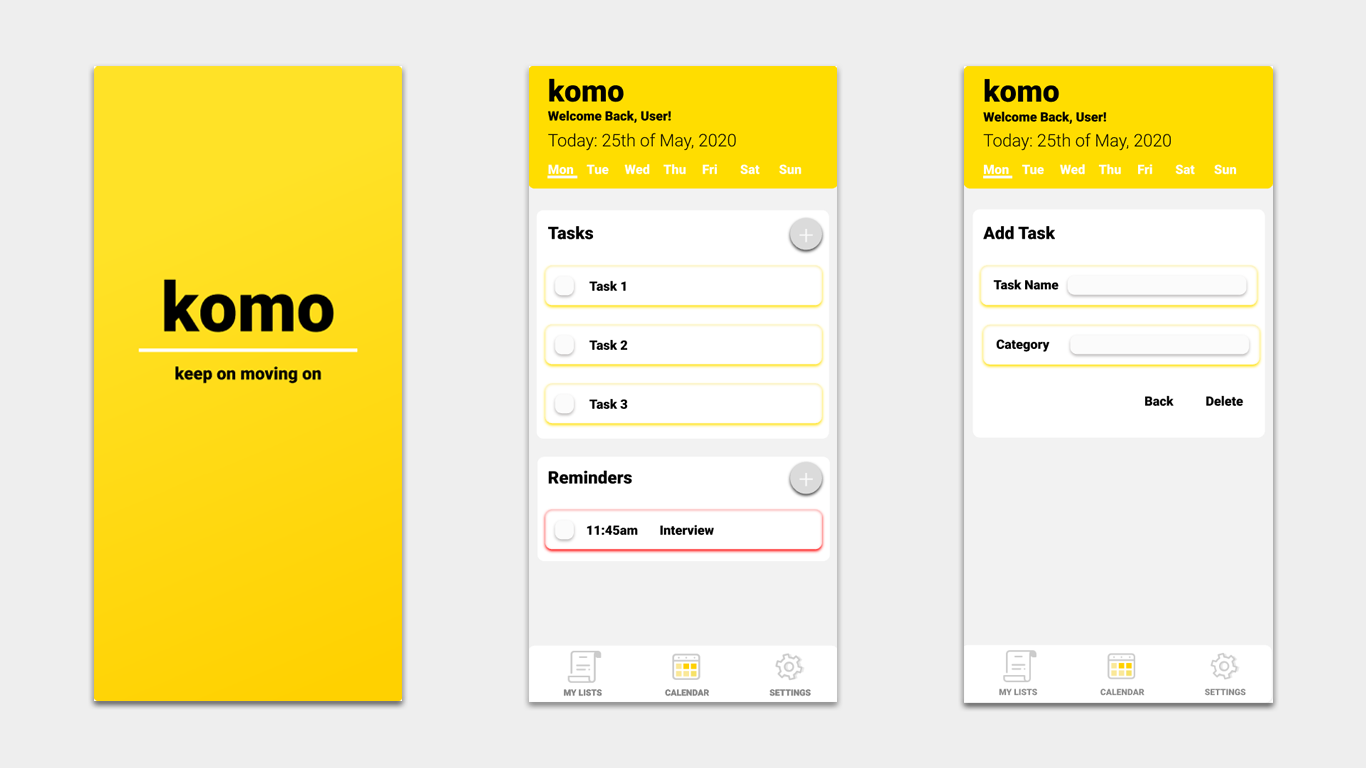 komo
keep on moving on
komo
Welcome Back, User!
Today: 25th of May, 2020
Mon Tue Wed Thu Fri Sat Sun
Tasks
+
Task 1
Task 2
Task 3
Reminders
+
11:45am Interview
MY LISTS CALENDAR SETTINGS
komo
Welcome Back, User!
Today: 25th of May, 2020
Mon Tue Wed Thu Fri Sat Sun
Add Task
Task Name
Category
Back Delete
MY LISTS CALENDAR SETTINGS